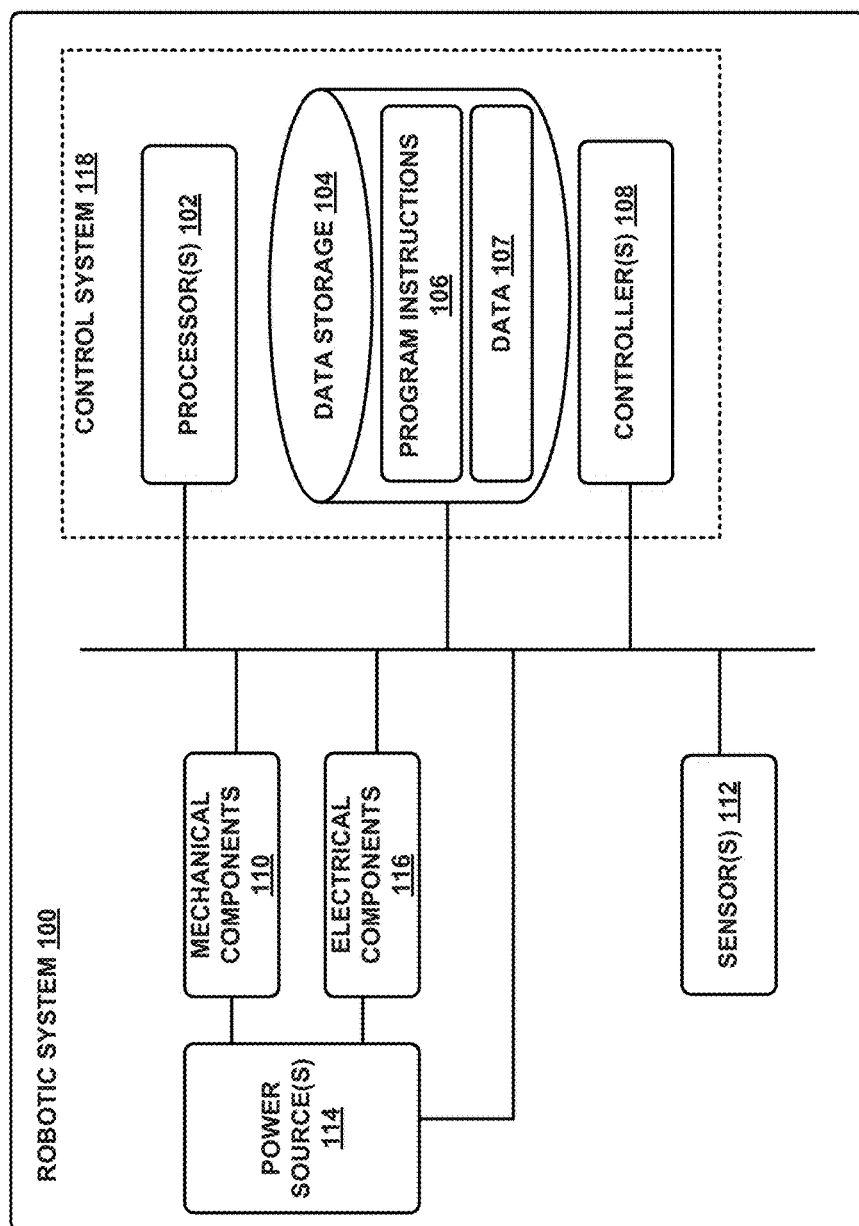 ROBOTIC SYSTEM 100
POWER
SOURCE(S)
114
MECHANICAL
COMPONENTS
110
ELECTRICAL
COMPONENTS
116
SENSOR(S) 112
CONTROL SYSTEM 118
PROCESSOR(S) 102
DATA STORAGE 104
PROGRAM INSTRUCTIONS
106
DATA 107
CONTROLLER(S) 108